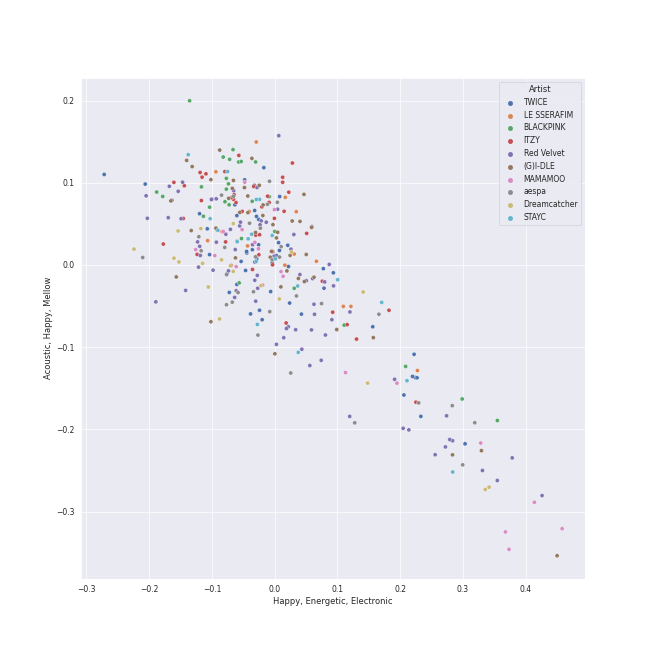 Artist
TWICE
LE SSERAFIM
BLACKPINK
ITZY
Red Velvet
(G)I-DLE
MAMAMOO
aespa
Dreamcatcher
STAYC
0.2
0.1
0.0
−0.1
−0.2
−0.3
Acoustic, Happy, Mellow
−0.3 −0.2 −0.1 0.0 0.1 0.2 0.3 0.4
Happy, Energetic, Electronic